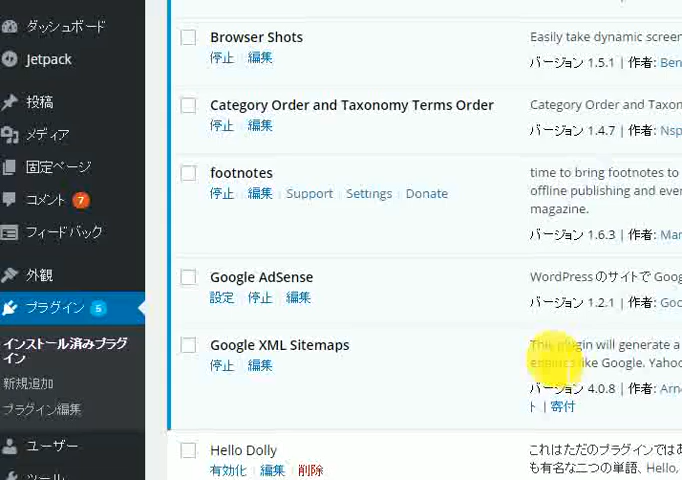 ダッシュボード
Jetpack
投稿
メディア
固定ページ
コメント 7
フィードバック
外観
プラグイン 5
インストール済みプラグ
イン
新規追加
プラグイン編集
ユーザー
ツール
Browser Shots
停止 | 編集
Easily take dynamic screen
バージョン 1.5.1 | 作者: Ben
Category Order and Taxonomy Terms Order
停止 | 編集
Category Order and Taxon
バージョン 1.4.7 | 作者: Nsp
footnotes
停止 | 編集 | Support | Settings | Donate
time to bring footnotes to
offline publishing and eve
magazine.
バージョン 1.6.3 | 作者: Mar
Google AdSense
設定 | 停止 | 編集
WordPress のサイトで Goog
バージョン 1.2.1 | 作者: Goo
Google XML Sitemaps
停止 | 編集
This plugin will generate a
engines like Google, Yahoo
バージョン 4.0.8 | 作者: Arn
ト | 寄付
Hello Dolly
有効化 | 編集 | 削除
これはただのプラグインではあ
も有名な二つの単語、Hello,